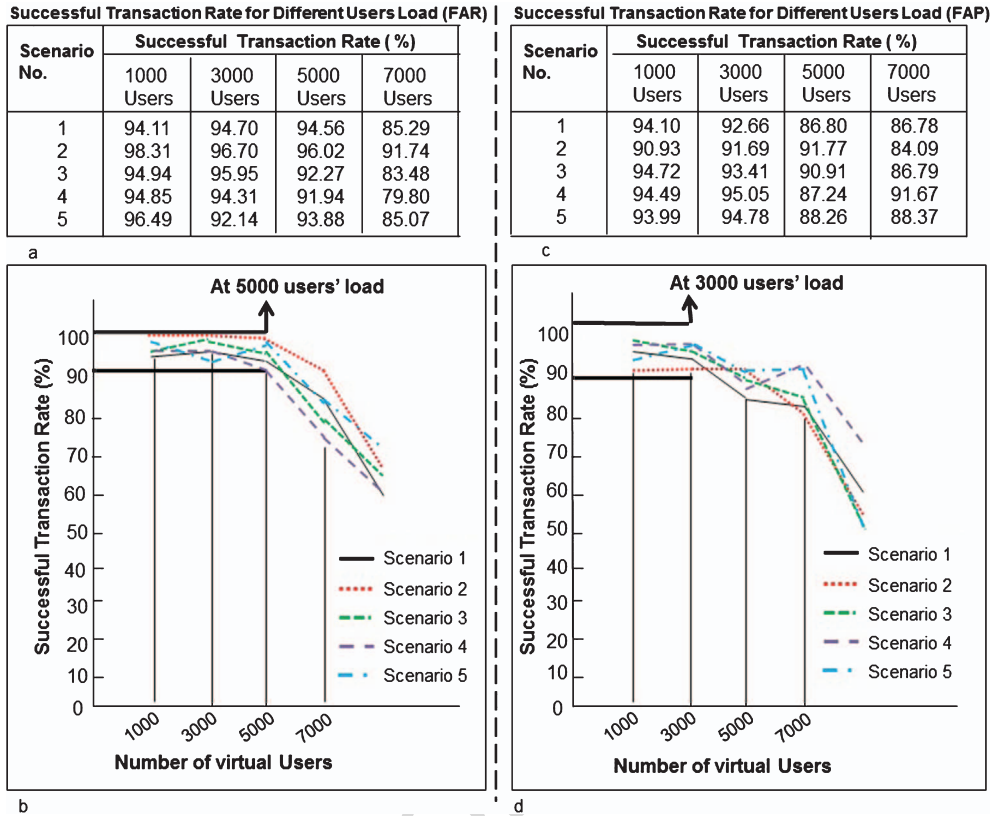 Successful Transaction Rate for Different Users Load (FAR)
Scenario No.
Successful Transaction Rate ( %)
1000 Users
3000 Users
5000 Users
7000 Users
1 94.11 94.70 94.56 85.29
2 98.31 96.70 96.02 91.74
3 94.94 95.95 92.27 83.48
4 94.85 94.31 91.94 79.80
5 96.49 92.14 93.88 85.07
a
At 5000 users' load
Successful Transaction Rate (%)
100
90
80
70
60
50
40
30
20
10
0
1000
3000
5000
7000
Number of virtual Users
Scenario 1
Scenario 2
Scenario 3
Scenario 4
Scenario 5
b
Successful Transaction Rate for Different Users Load (FAP)
Scenario No.
Successful Transaction Rate ( %)
1000 Users
3000 Users
5000 Users
7000 Users
1 94.10 92.66 86.80 86.78
2 90.93 91.69 91.77 84.09
3 94.72 93.41 90.91 86.79
4 94.49 95.05 87.24 91.67
5 93.99 94.78 88.26 88.37
c
At 3000 users' load
Successful Transaction Rate (%)
100
90
80
70
60
50
40
30
20
10
0
1000
3000
5000
7000
Number of virtual Users
Scenario 1
Scenario 2
Scenario 3
Scenario 4
Scenario 5
d